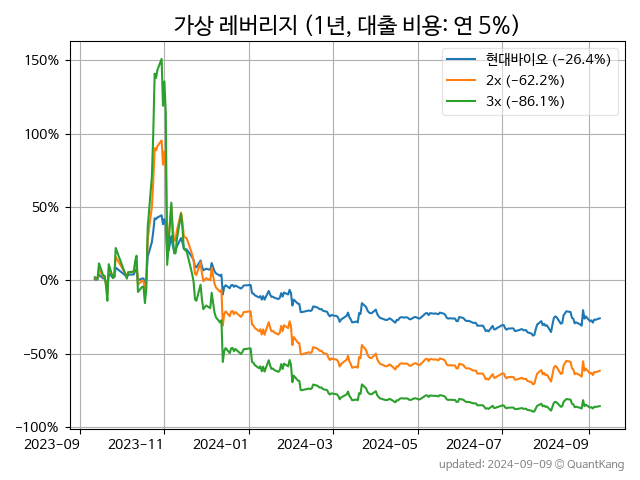 가상 레버리지 (1년, 대출 비용: 연 5%)
현대바이오 (−26.4%)
2x (−62.2%)
3x (−86.1%)
150%
100%
50%
0%
−50%
−100%
2023-09 2023-11 2024-01 2024-03 2024-05 2024-07 2024-09
updated: 2024-09-09 © QuantKang